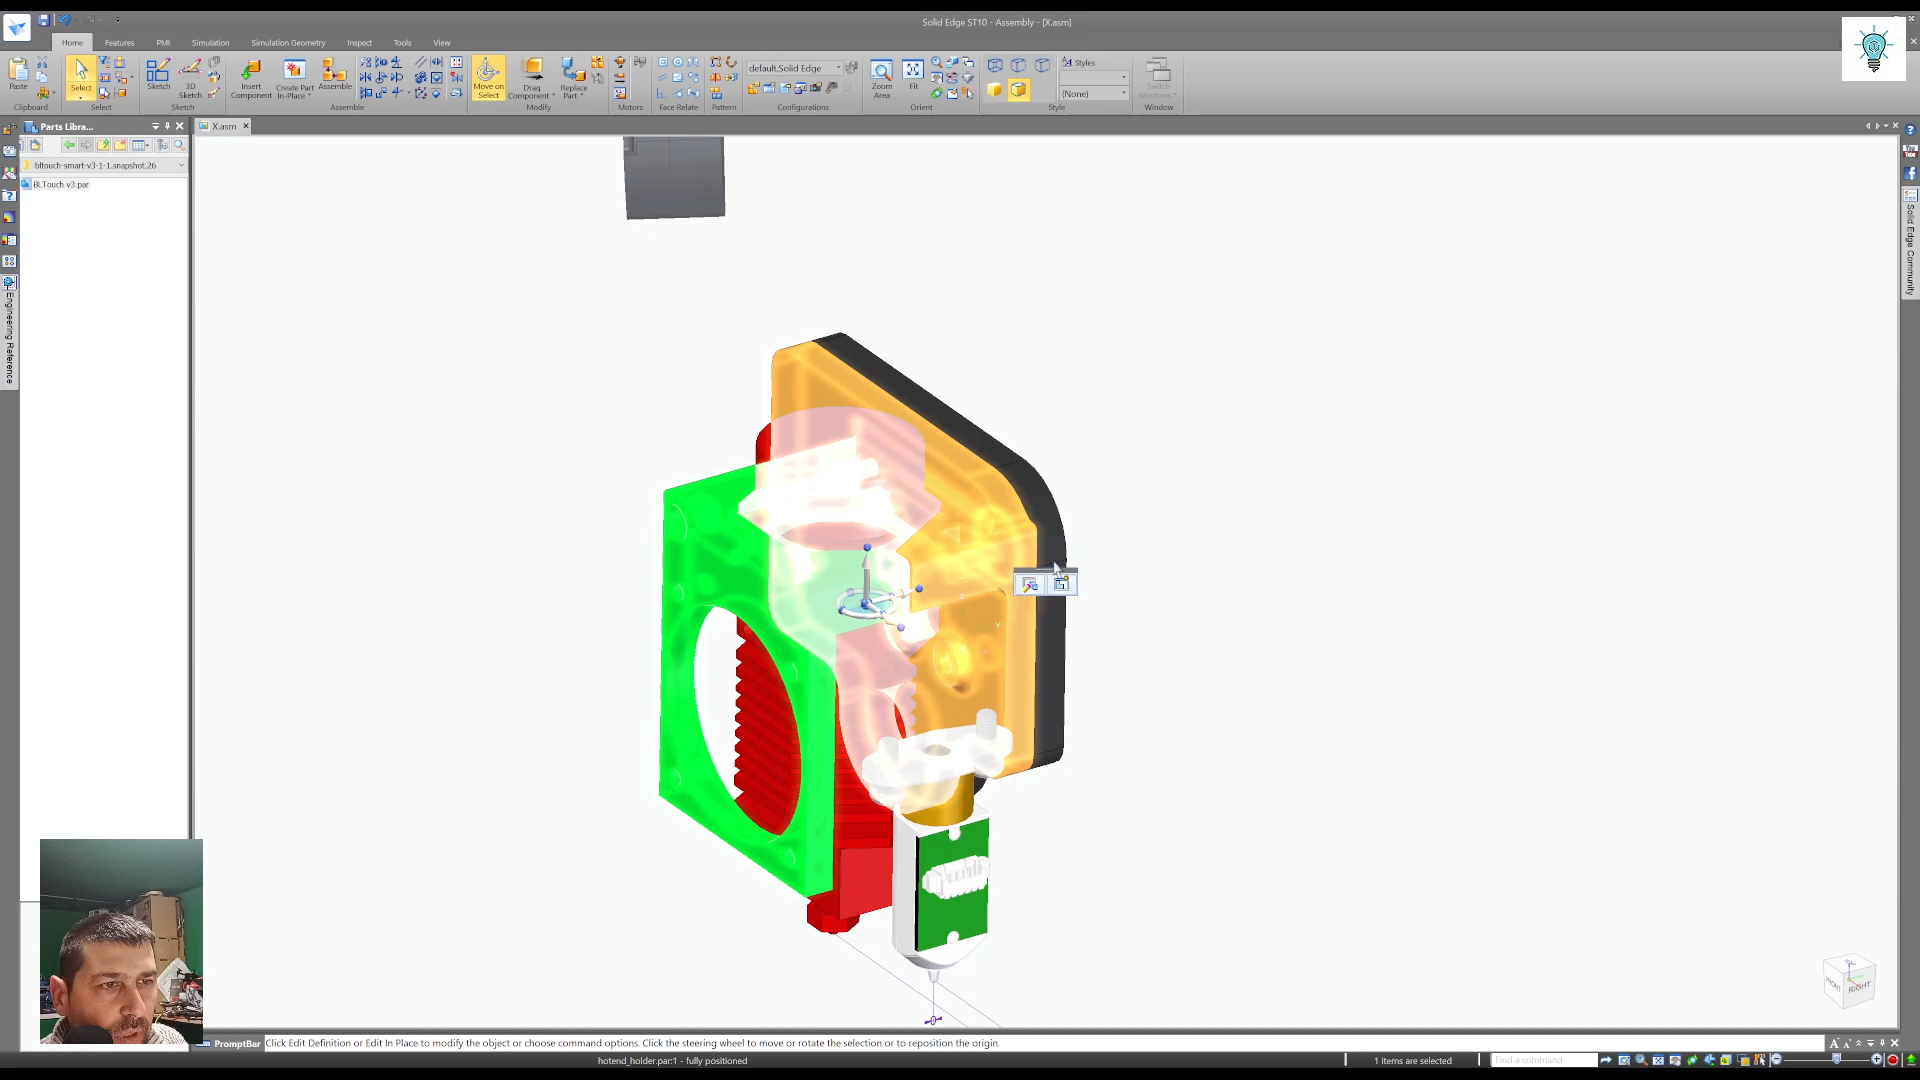 Solid Edge ST10 - Assembly - [X.asm]
Home Features PMI Simulation Simulation Geometry Inspect Tools View
Paste
Clipboard
Select
Select
Sketch
3D Sketch
Sketch
Insert Component
Create Part In-Place
Assemble
Assemble
Move on Select
Drag Component
Replace Part
Modify
Motors
Face Relate
Pattern
default,Solid Edge
Configurations
Zoom Area
Fit
Orient
Styles
(None)
Style
Switch Windows
Window
Parts Libra...
X.asm
bltouch-smart-v3-1-1.snapshot.26
BLTouch v3.par
Engineering Reference
You Tube
Solid Edge Community
FRONT
RIGHT
PromptBar
Click Edit Definition or Edit In Place to modify the object or choose command options. Click the steering wheel to move or rotate the selection or to reposition the origin.
hotend_holder.par:1 - fully positioned
1 items are selected
Find a command